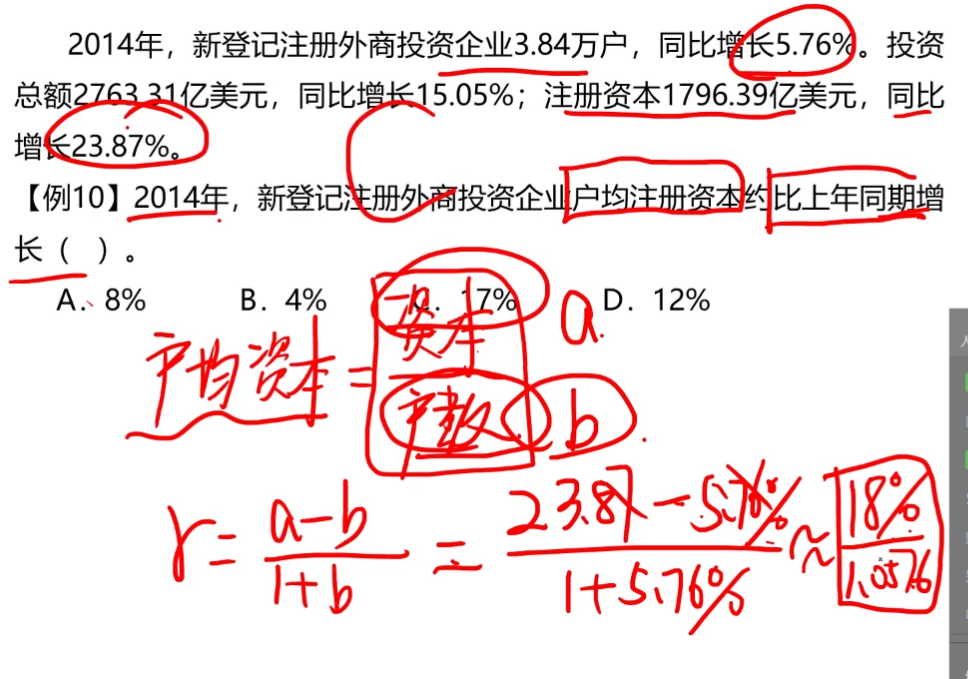 2014年，新登记注册外商投资企业3.84万户，同比增长5.76%。投资
总额2763.31亿美元，同比增长15.05%；注册资本1796.39亿美元，同比
增长23.87%。
【例10】2014年，新登记注册外商投资企业户均注册资本约比上年同期增
长（ ）。
A. 8% B. 4% C. 17% D. 12%
户均资本 = 资本 / 户数 a. b.
r = a-b / 1+b = 23.87-5.76% / 1+5.76% ≈ 18% / 1.0576